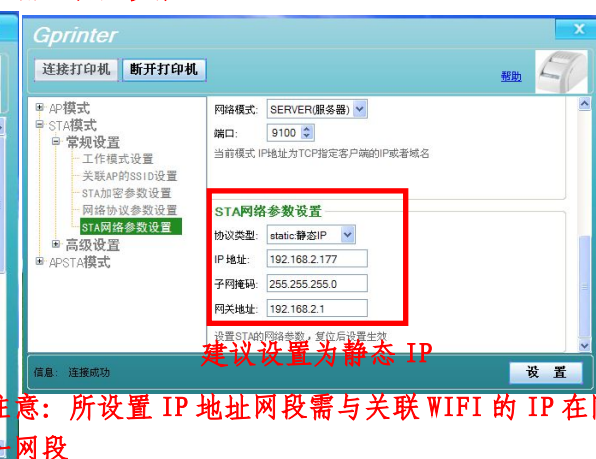 Gprinter
连接打印机 断开打印机
帮助
AP模式
STA模式
常规设置
工作模式设置
关联AP的SSID设置
STA加密参数设置
网络协议参数设置
STA网络参数设置
高级设置
APSTA模式
网络模式: SERVER(服务器)
端口: 9100
当前模式 IP地址为TCP指定客户端的IP或者域名
STA网络参数设置
协议类型: static:静态IP
IP 地址: 192.168.2.177
子网掩码: 255.255.255.0
网关地址: 192.168.2.1
设置STA的网络参数，复位后设置生效
建议设置为静态 IP
信息: 连接成功
设 置
注意: 所设置 IP 地址网段需与关联 WIFI 的 IP 在
一网段